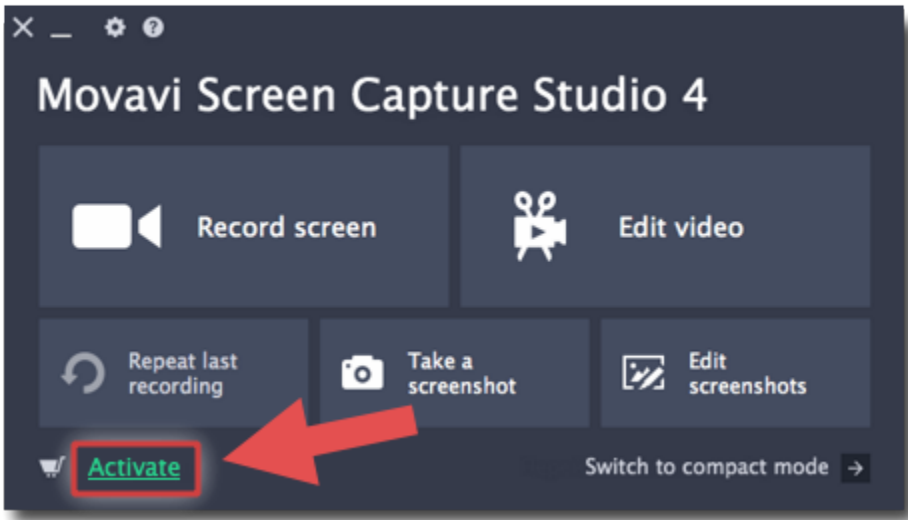 Movavi Screen Capture Studio 4
Record screen
Edit video
Repeat last
recording
Take a
screenshot
Edit
screenshots
Activate
Switch to compact mode